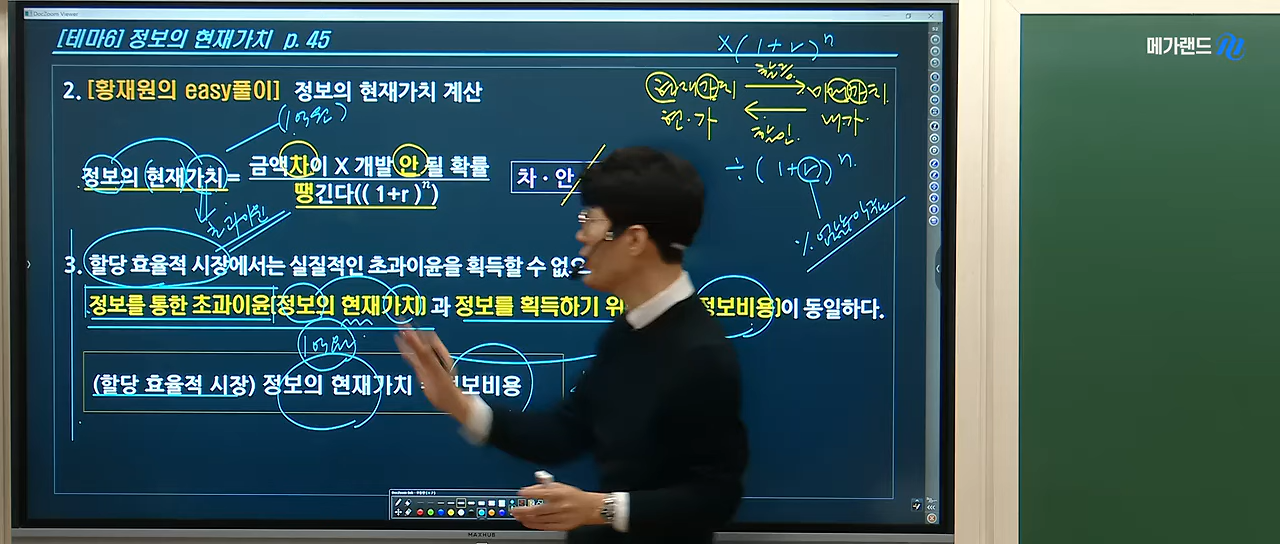 DocZoom Viewer
[테마6] 정보의 현재가치 p. 45
메가랜드
X(1+r)ⁿ
할증
2. [황재원의 easy풀이] 정보의 현재가치 계산
(1억원)
현재가치 미래가치
현·가 내가
할인
÷(1+r)ⁿ
정보의 현재가치 = 금액차이 X 개발 안 될 확률
땡긴다(( 1+r )ⁿ)
차 · 안
초과이윤
%
3. 할당 효율적 시장에서는 실질적인 초과이윤을 획득할 수 없
정보를 통한 초과이윤[정보의 현재가치] 과 정보를 획득하기 위 정보비용]이 동일하다.
1억원
(할당 효율적 시장) 정보의 현재가치 보비용
MAXHUB